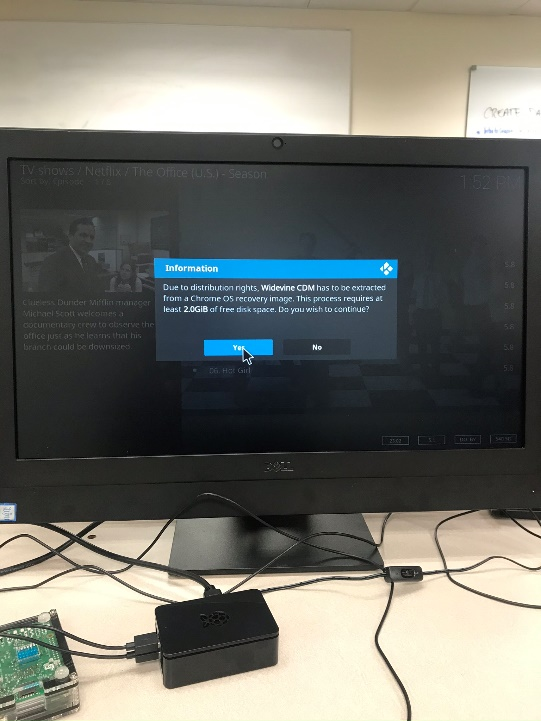 CREATE
TV shows / Netflix / The Office (U.S.) - Season
1:52 P
Information
Due to distribution rights, Widevine CDM has to be extracted
from a Chrome OS recovery image. This process requires at
least 2.0GiB of free disk space. Do you wish to continue?
Yes
No
Clueless Dunder Mifflin manager
Michael Scott welcomes a
documentary crew to observe the
office just as he learns that his
branch could be downsized.
06. Hot Girl
DELL